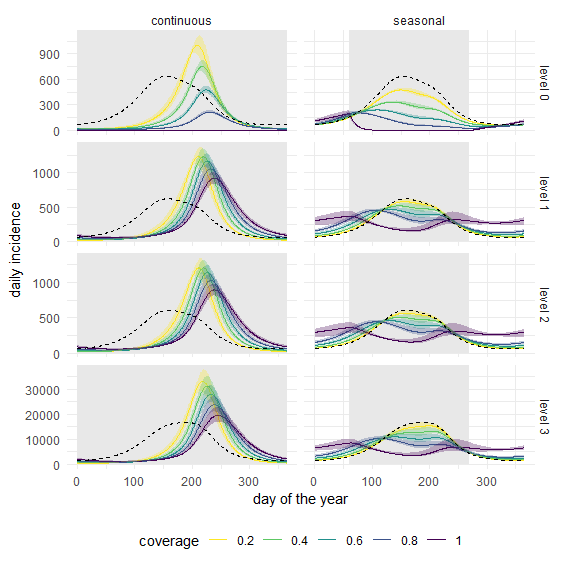 continuous seasonal
900
600
300
0
level 0
1000
500
0
level 1
1000
500
0
level 2
30000
20000
10000
0
level 3
daily incidence
0 100 200 300 0 100 200 300
day of the year
coverage 0.2 0.4 0.6 0.8 1